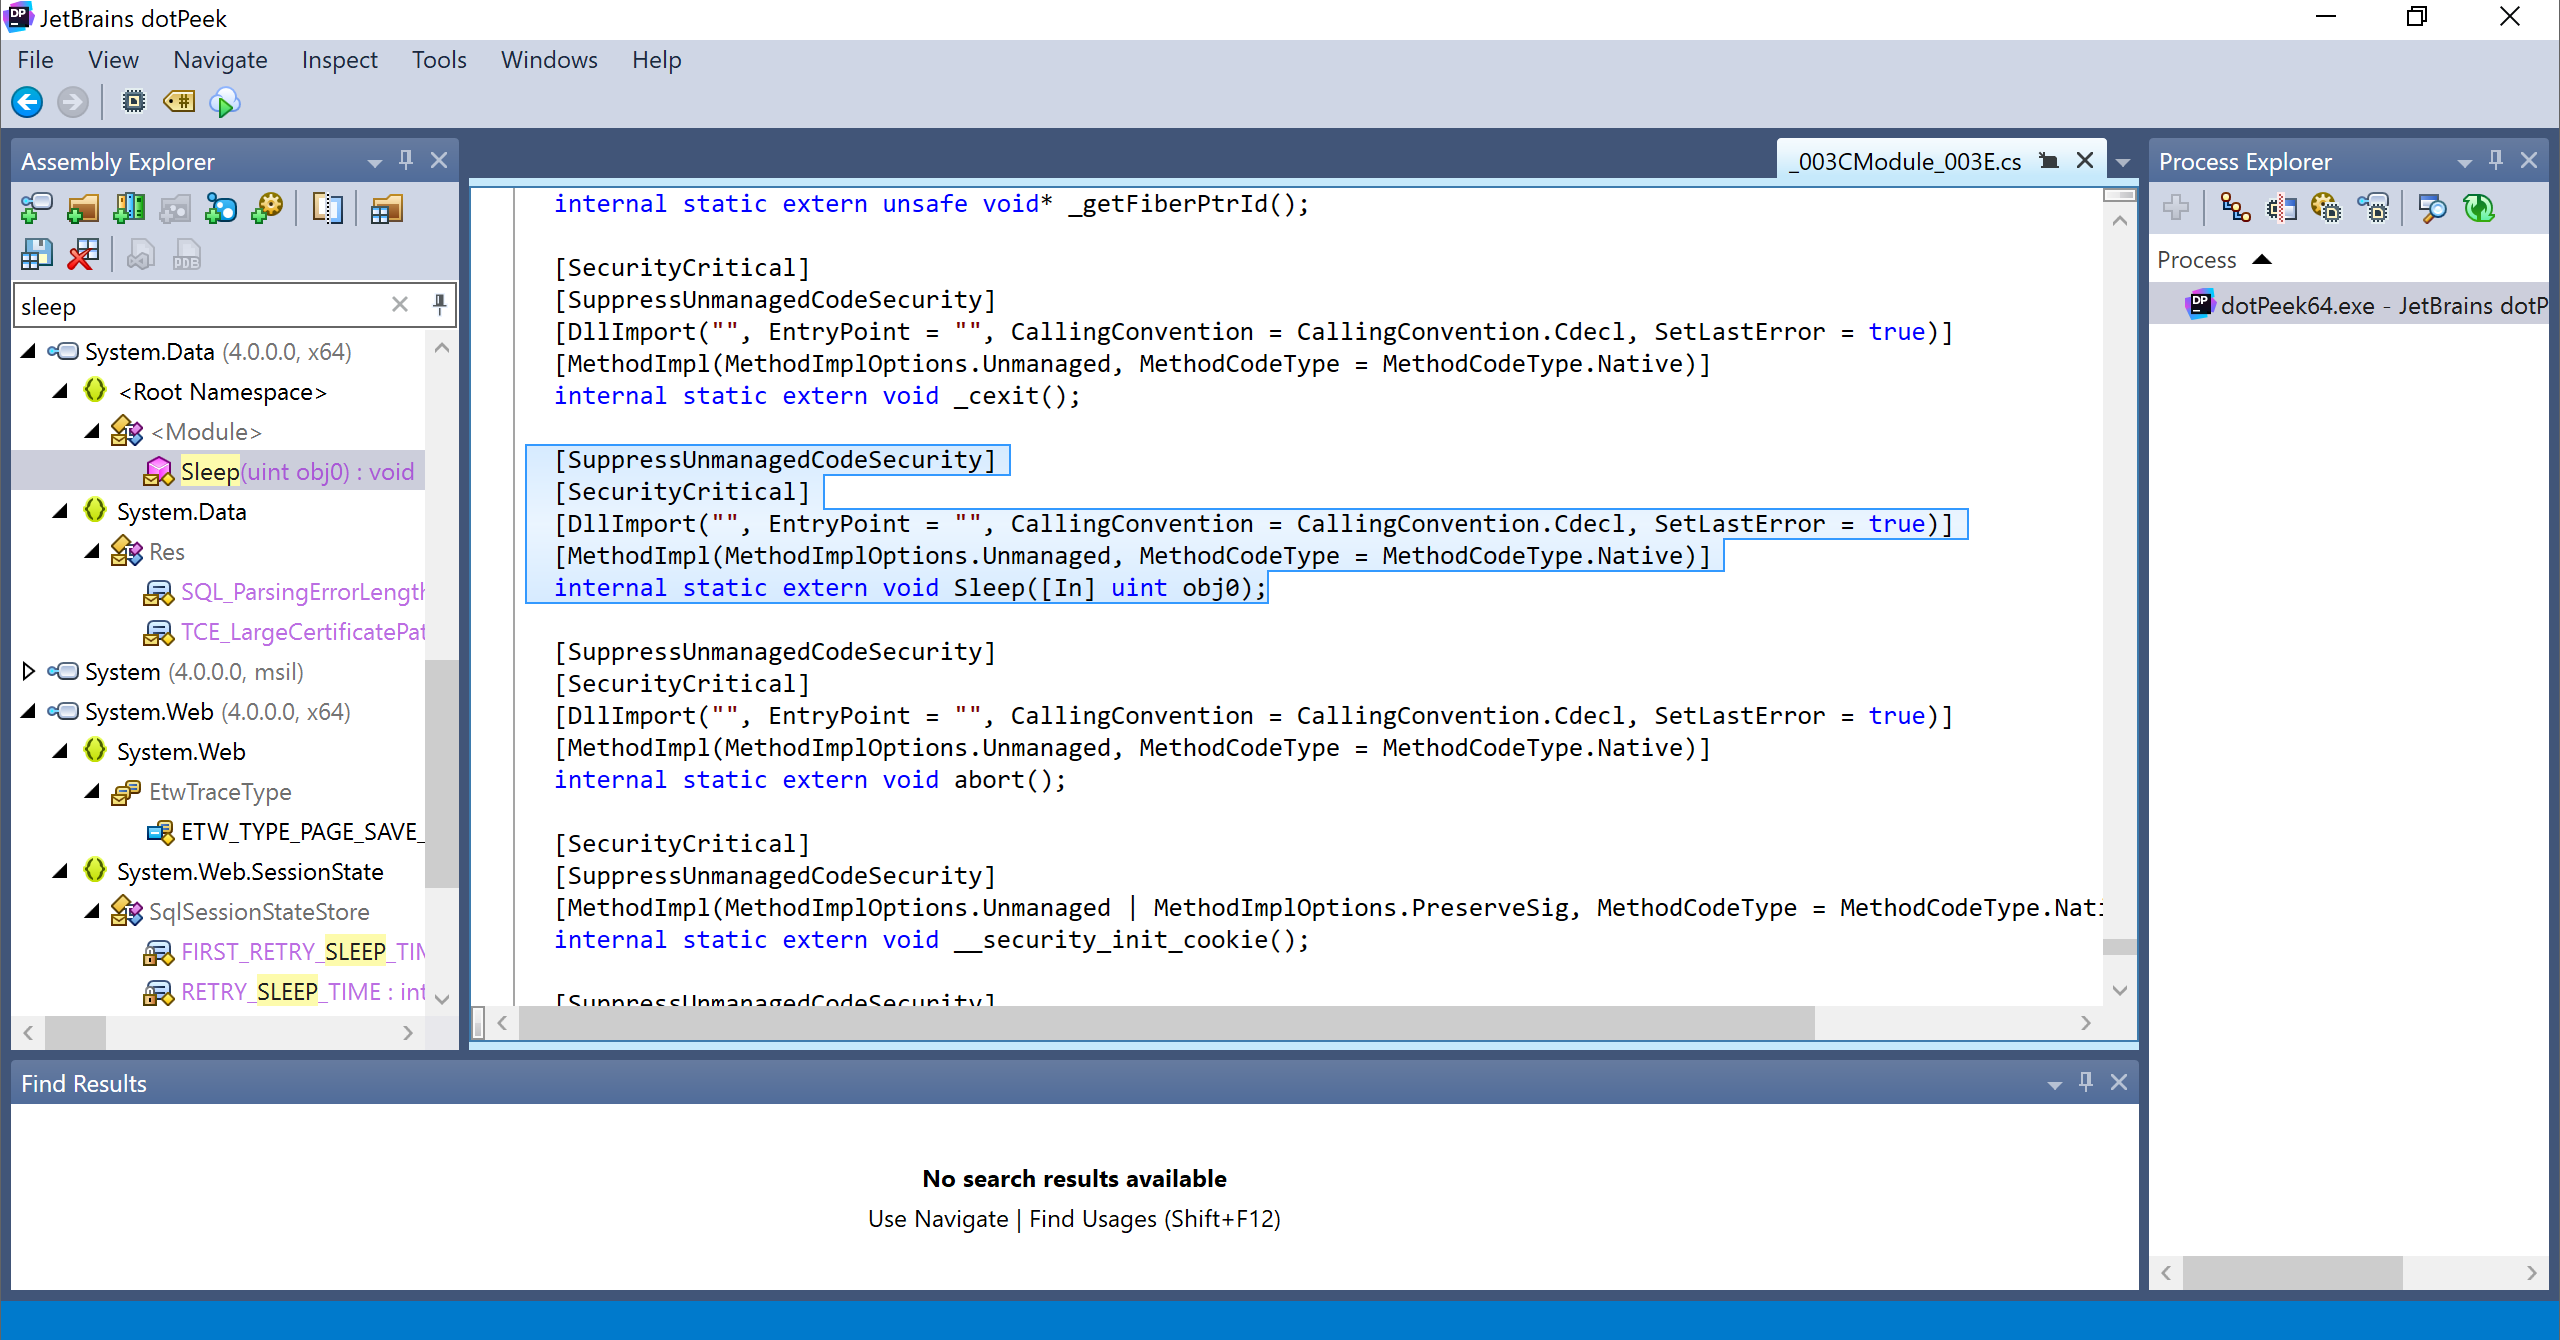 JetBrains dotPeek
File View Navigate Inspect Tools Windows Help
Assembly Explorer
sleep
System.Data (4.0.0.0, x64)
<Root Namespace>
<Module>
Sleep(uint obj0) : void
System.Data
Res
SQL_ParsingErrorLength
TCE_LargeCertificatePat
System (4.0.0.0, msil)
System.Web (4.0.0.0, x64)
System.Web
EtwTraceType
ETW_TYPE_PAGE_SAVE_
System.Web.SessionState
SqlSessionStateStore
FIRST_RETRY_SLEEP_TIM
RETRY_SLEEP_TIME : int
_003CModule_003E.cs
internal static extern unsafe void* _getFiberPtrId();
[SecurityCritical]
[SuppressUnmanagedCodeSecurity]
[DllImport("", EntryPoint = "", CallingConvention = CallingConvention.Cdecl, SetLastError = true)]
[MethodImpl(MethodImplOptions.Unmanaged, MethodCodeType = MethodCodeType.Native)]
internal static extern void _cexit();
[SuppressUnmanagedCodeSecurity]
[SecurityCritical]
[DllImport("", EntryPoint = "", CallingConvention = CallingConvention.Cdecl, SetLastError = true)]
[MethodImpl(MethodImplOptions.Unmanaged, MethodCodeType = MethodCodeType.Native)]
internal static extern void Sleep([In] uint obj0);
[SuppressUnmanagedCodeSecurity]
[SecurityCritical]
[DllImport("", EntryPoint = "", CallingConvention = CallingConvention.Cdecl, SetLastError = true)]
[MethodImpl(MethodImplOptions.Unmanaged, MethodCodeType = MethodCodeType.Native)]
internal static extern void abort();
[SecurityCritical]
[SuppressUnmanagedCodeSecurity]
[MethodImpl(MethodImplOptions.Unmanaged | MethodImplOptions.PreserveSig, MethodCodeType = MethodCodeType.Nati
internal static extern void __security_init_cookie();
[SuppressUnmanagedCodeSecurity]
Process Explorer
Process
dotPeek64.exe - JetBrains dotP
Find Results
No search results available
Use Navigate | Find Usages (Shift+F12)